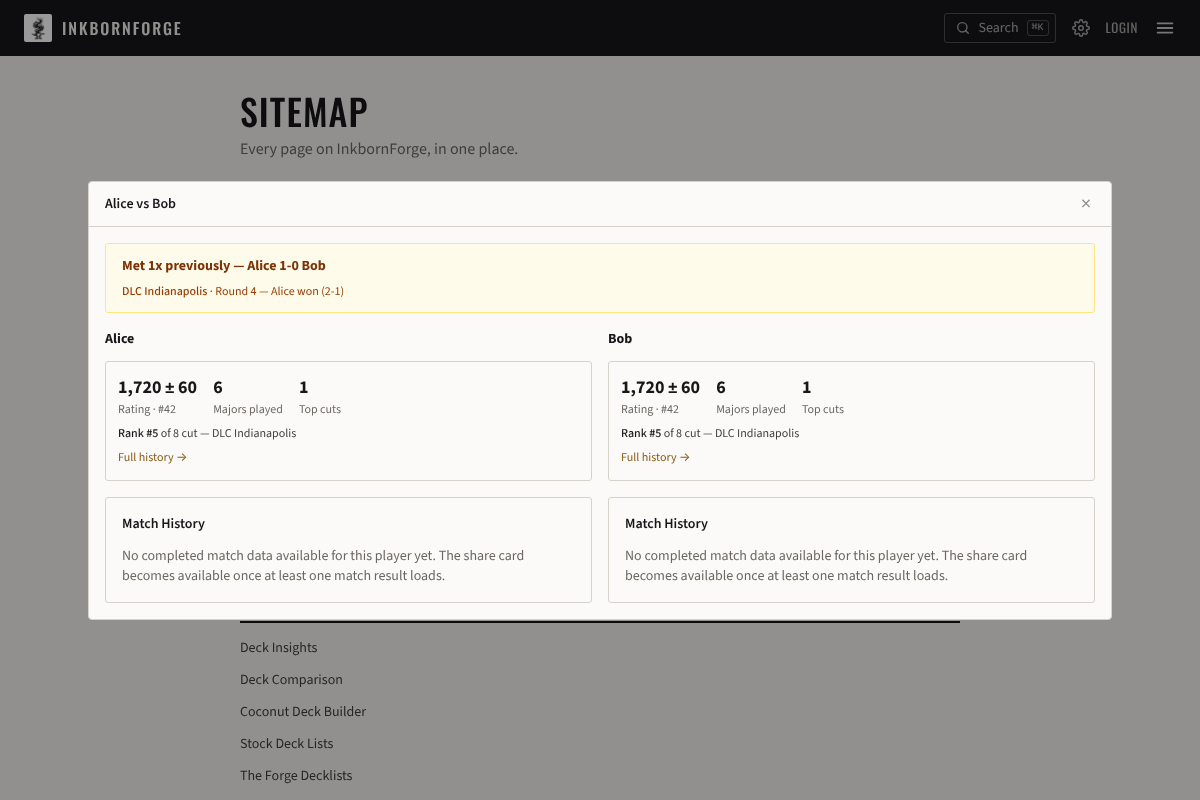 INKBORNFORGE
Search ⌘K
LOGIN
SITEMAP
Every page on InkbornForge, in one place.
Alice vs Bob
×
Met 1x previously — Alice 1-0 Bob
DLC Indianapolis · Round 4 — Alice won (2-1)
Alice
1,720 ± 60 6 1
Rating · #42 Majors played Top cuts
Rank #5 of 8 cut — DLC Indianapolis
Full history →
Match History
No completed match data available for this player yet. The share card
becomes available once at least one match result loads.
Bob
1,720 ± 60 6 1
Rating · #42 Majors played Top cuts
Rank #5 of 8 cut — DLC Indianapolis
Full history →
Match History
No completed match data available for this player yet. The share card
becomes available once at least one match result loads.
Deck Insights
Deck Comparison
Coconut Deck Builder
Stock Deck Lists
The Forge Decklists